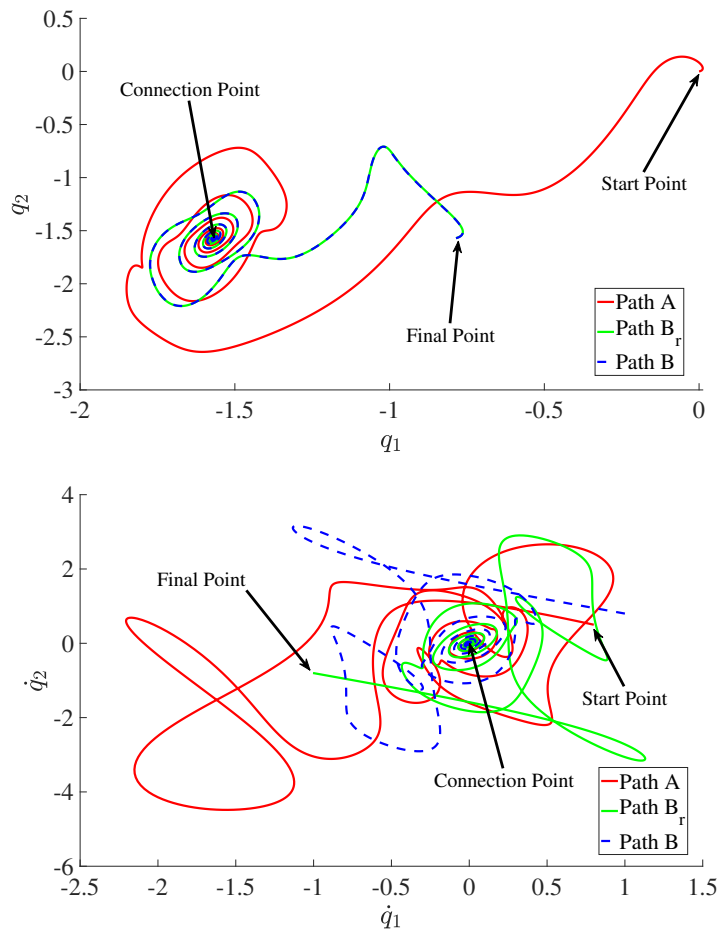 0.5
0
-0.5
-1
-1.5
-2
-2.5
-3
q₂
Connection Point
Start Point
Final Point
Path A
Path B_r
Path B
-2
-1.5
-1
-0.5
0
q₁
4
2
0
-2
-4
-6
q̇₂
Final Point
Start Point
Connection Point
Path A
Path B_r
Path B
-2.5
-2
-1.5
-1
-0.5
0
0.5
1
1.5
q̇₁